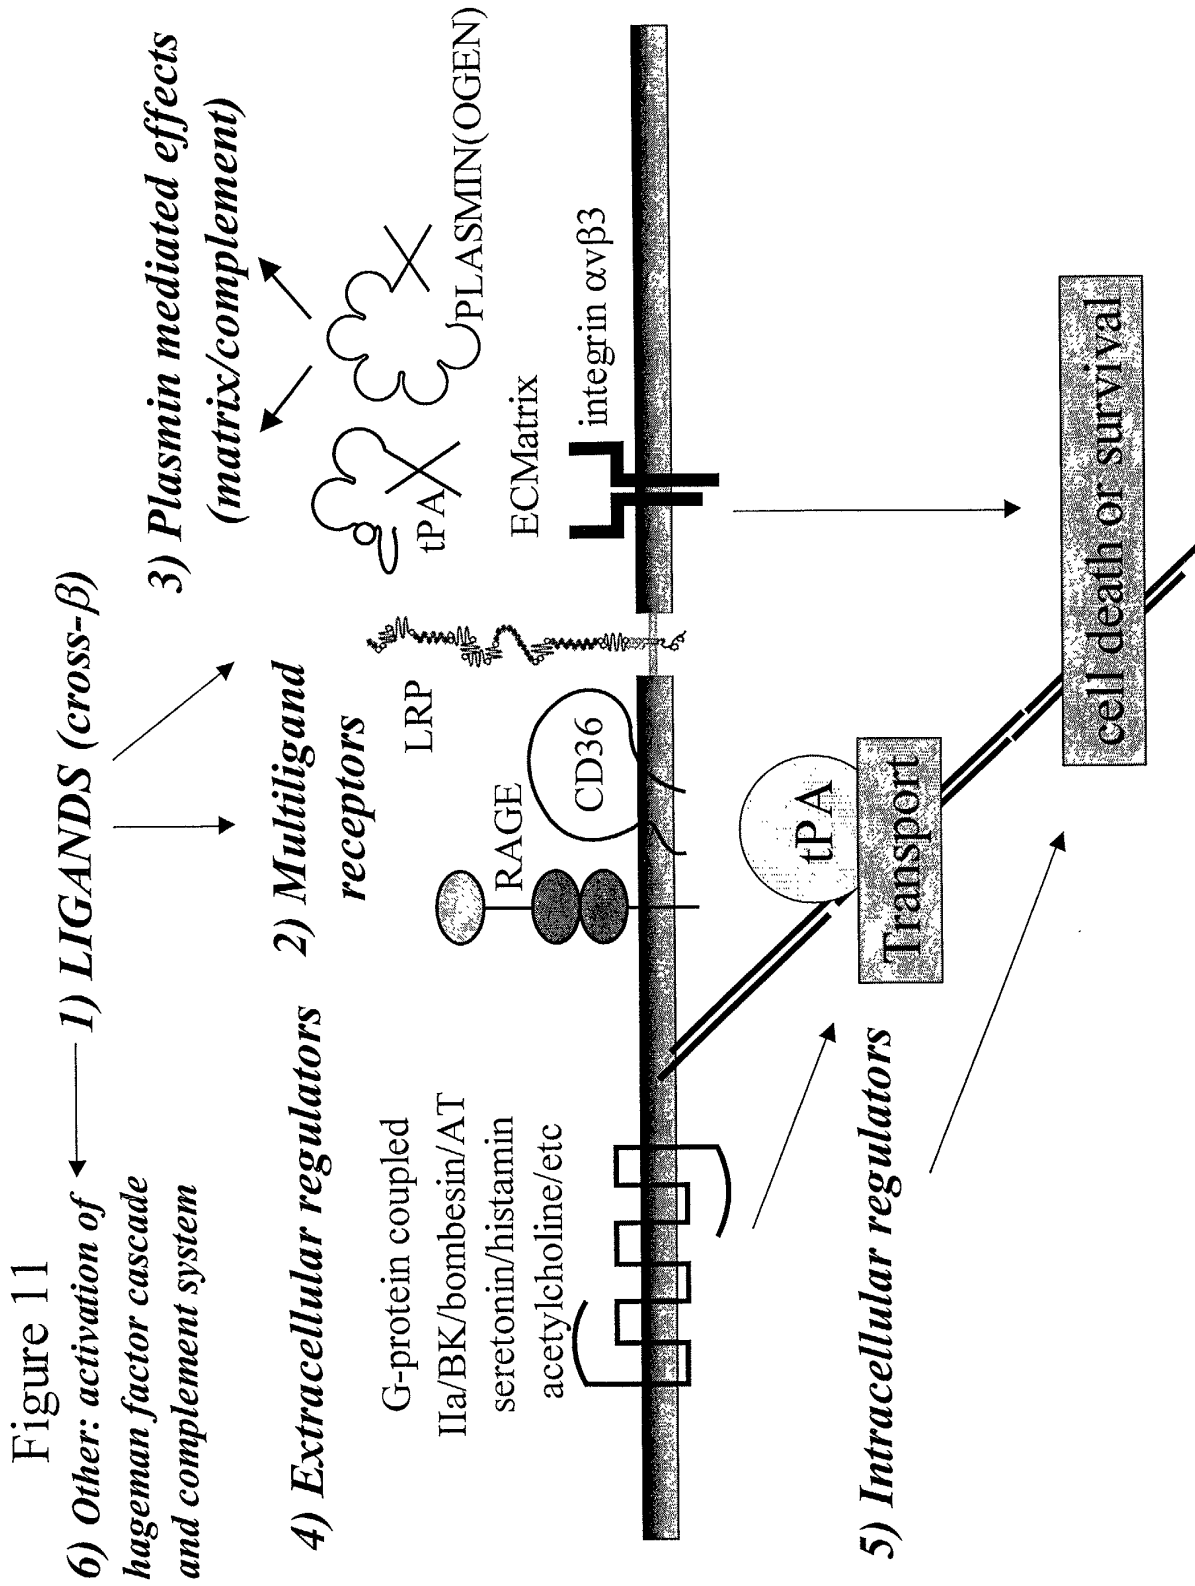 Figure 11
6) Other: activation of
hageman factor cascade
and complement system
1) LIGANDS (cross-β)
3) Plasmin mediated effects
(matrix/complement)
4) Extracellular regulators
2) Multiligand
receptors
G-protein coupled
IIa/BK/bombesin/AT
seretonin/histamin
acetylcholine/etc
RAGE
LRP
CD36
tPA
PLASMIN(OGEN)
ECMatrix
integrin αvβ3
tPA
Transport
5) Intracellular regulators
cell death or survival